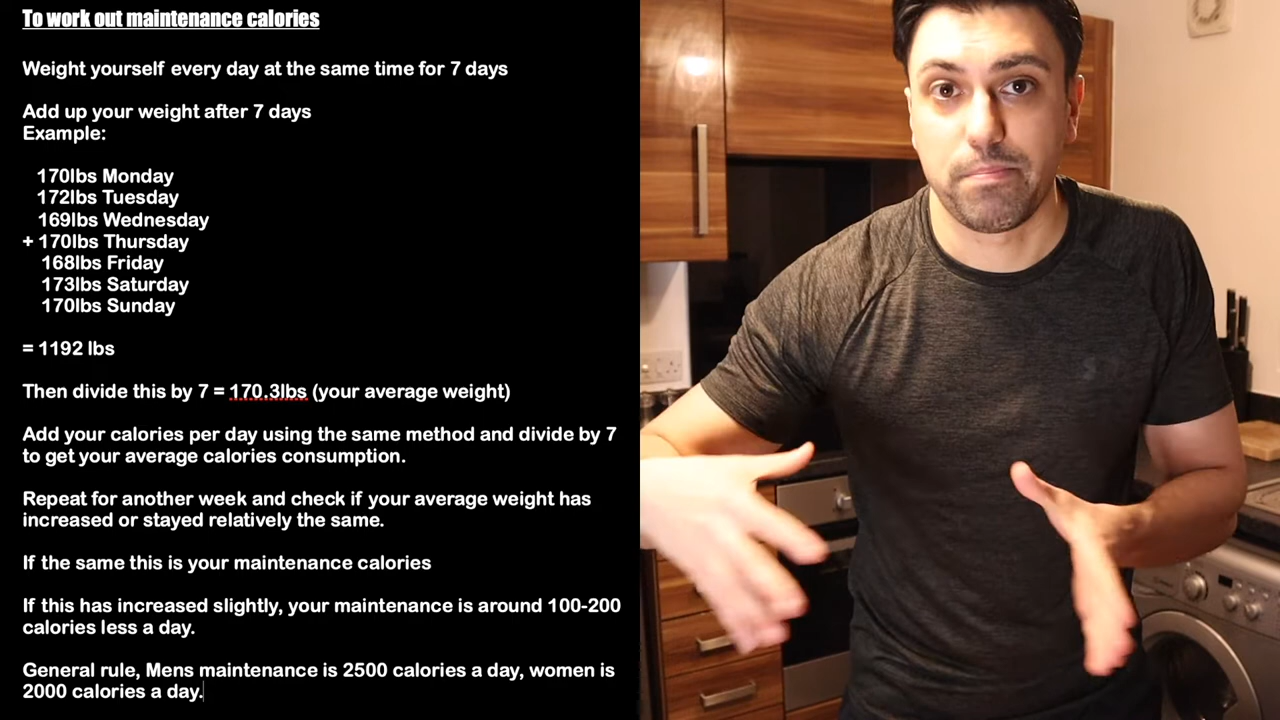 To work out maintenance calories
Weight yourself every day at the same time for 7 days
Add up your weight after 7 days
Example:
170lbs Monday
172lbs Tuesday
169lbs Wednesday
+ 170lbs Thursday
168lbs Friday
173lbs Saturday
170lbs Sunday
= 1192 lbs
Then divide this by 7 = 170.3lbs (your average weight)
Add your calories per day using the same method and divide by 7
to get your average calories consumption.
Repeat for another week and check if your average weight has
increased or stayed relatively the same.
If the same this is your maintenance calories
If this has increased slightly, your maintenance is around 100-200
calories less a day.
General rule, Mens maintenance is 2500 calories a day, women is
2000 calories a day.